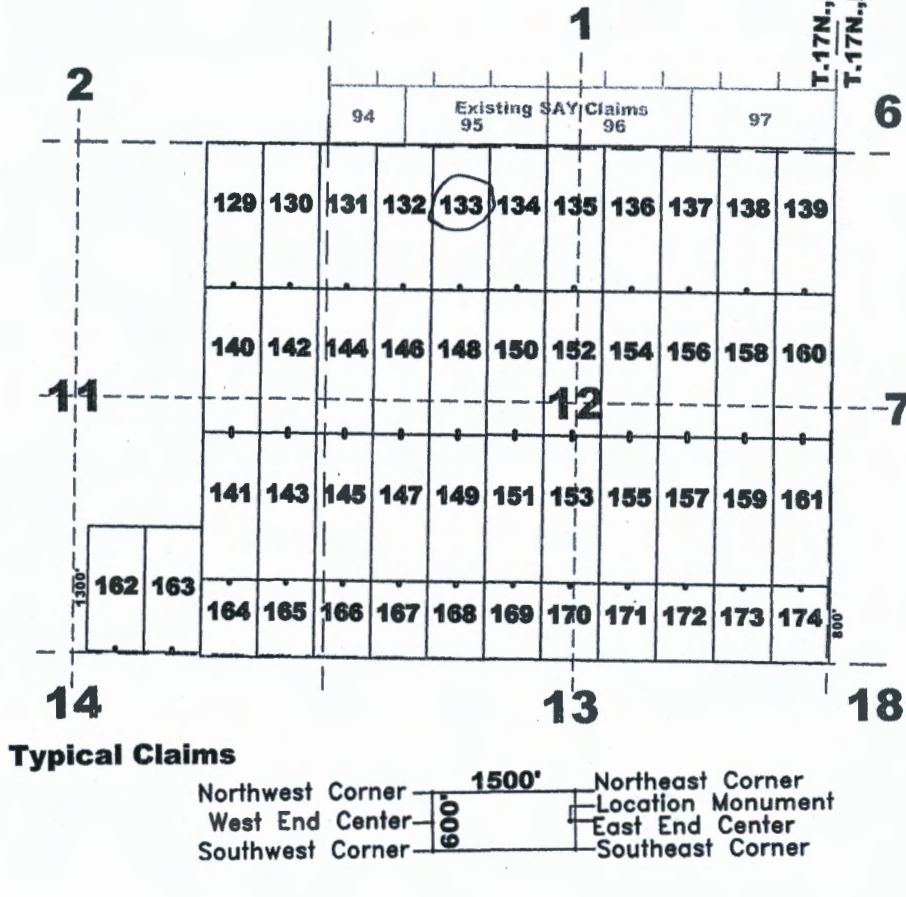 1
T.17N.,
T.17N.,
2
6
94
Existing SAY Claims
95
96
97
129 130 131 132 133 134 135 136 137 138 139
140 142 144 146 148 150 152 154 156 158 160
11
12
7
141 143 145 147 149 151 153 155 157 159 161
1300'
162 163
164 165 166 167 168 169 170 171 172 173 174
800'
14
13
18
Typical Claims
Northwest Corner
1500'
Northeast Corner
600'
Location Monument
West End Center
East End Center
Southwest Corner
Southeast Corner